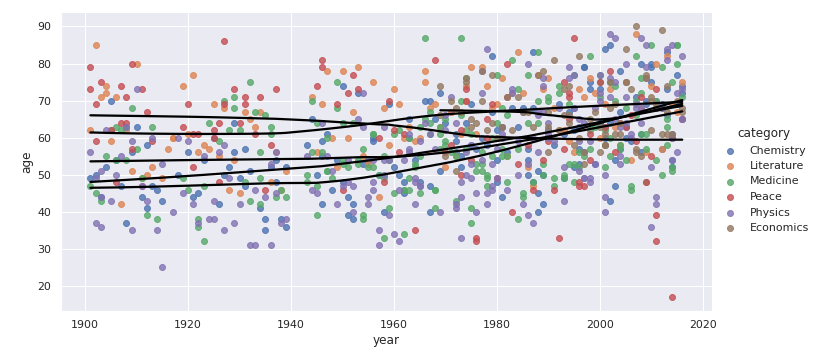 90
80
70
60
50
40
30
20
age
1900
1920
1940
1960
1980
2000
2020
year
category
Chemistry
Literature
Medicine
Peace
Physics
Economics